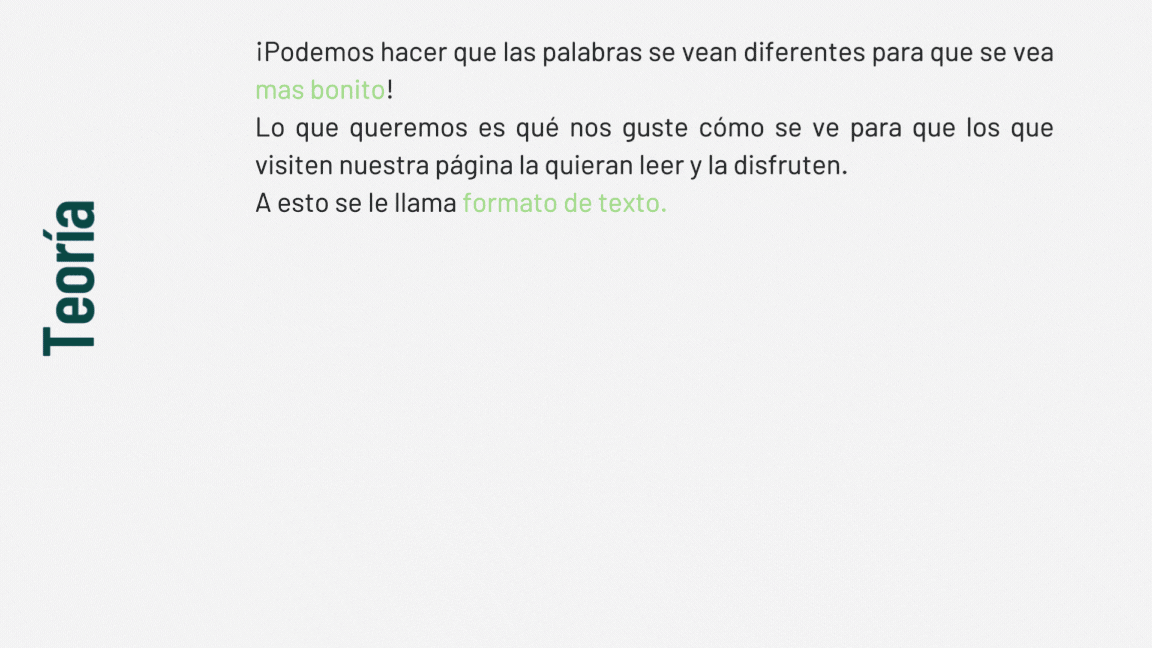 ¡Podemos hacer que las palabras se vean diferentes para que se vea
mas bonito!
Lo que queremos es qué nos guste cómo se ve para que los que
visiten nuestra página la quieran leer y la disfruten.
A esto se le llama formato de texto.
Teoría